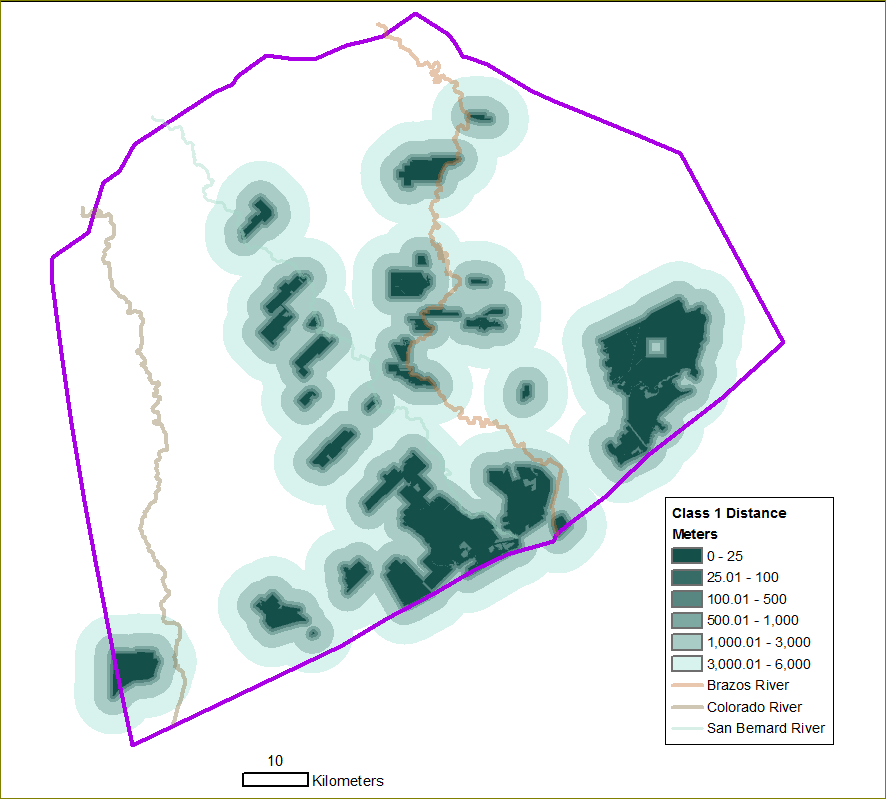 Class 1 Distance
Meters
0 - 25
25.01 - 100
100.01 - 500
500.01 - 1,000
1,000.01 - 3,000
3,000.01 - 6,000
Brazos River
Colorado River
San Bernard River
10
Kilometers